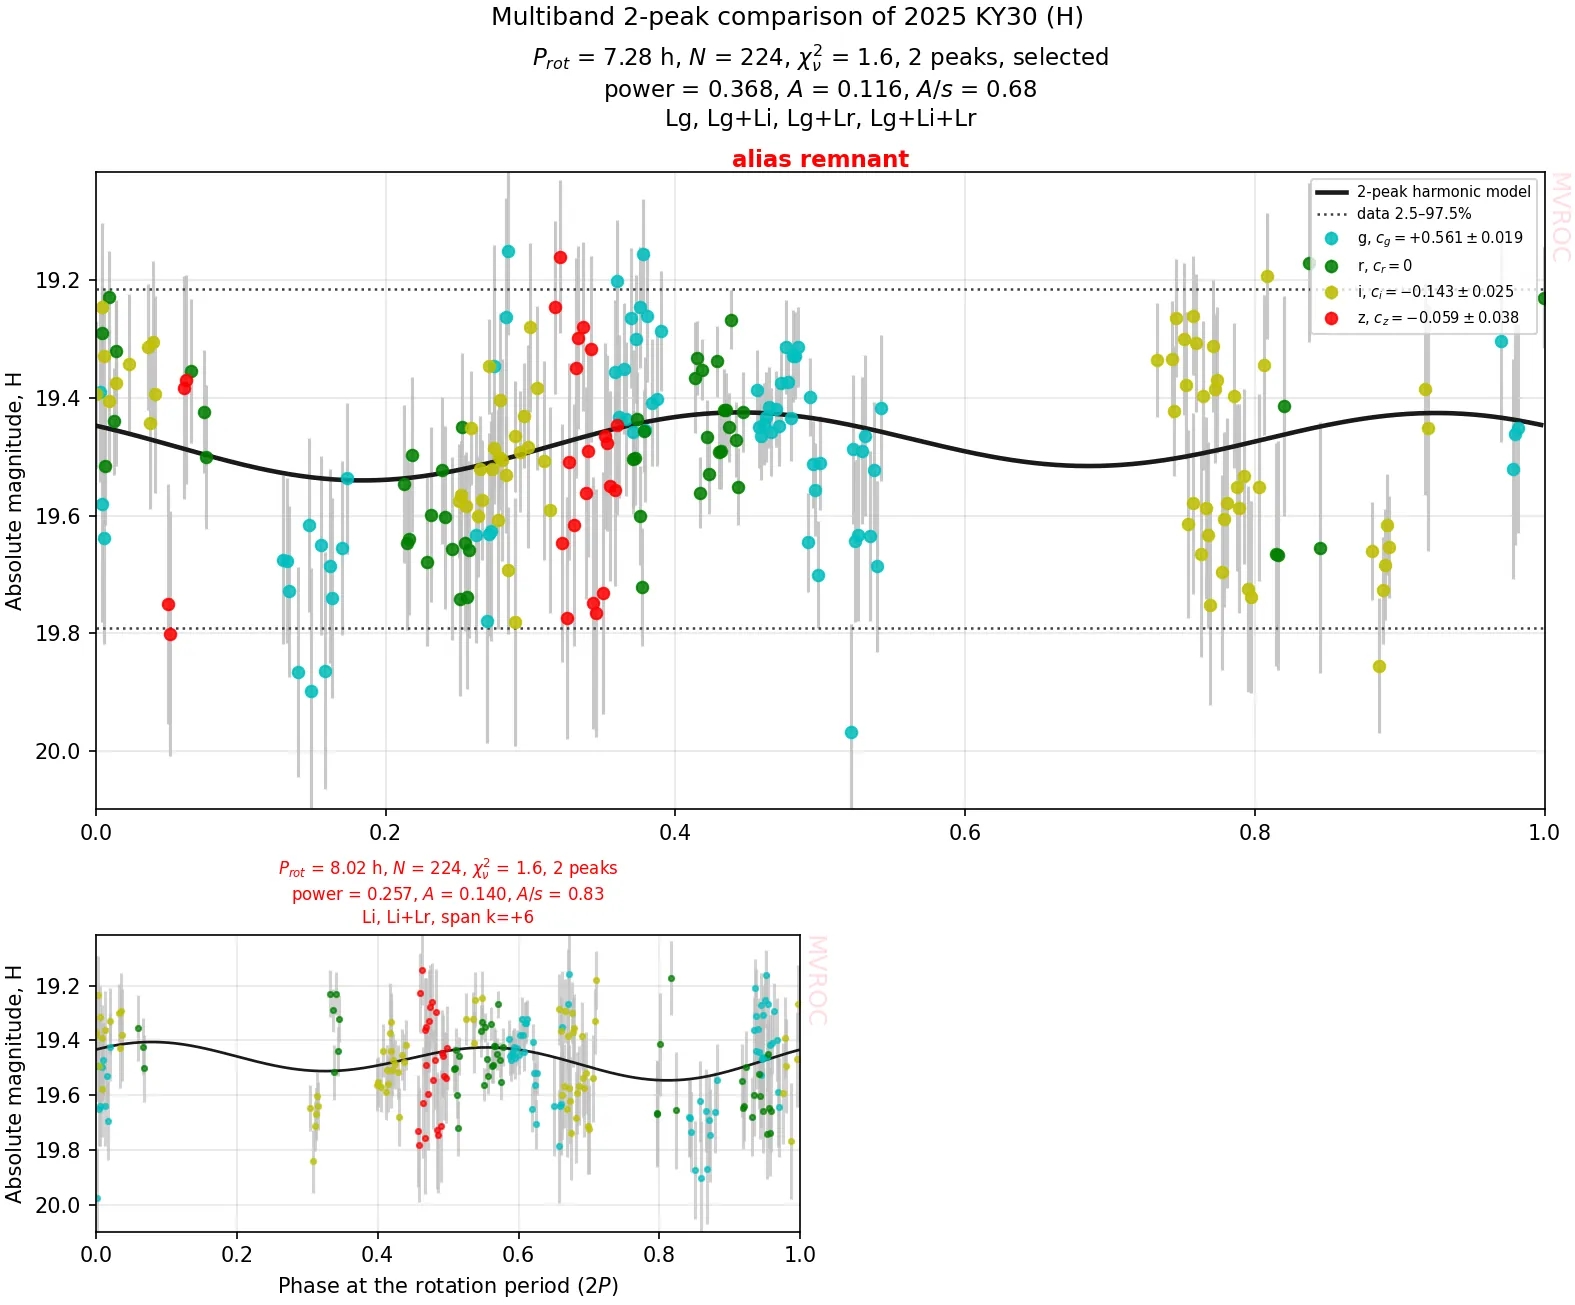 Multiband 2-peak comparison of 2025 KY30 (H)
P_rot = 7.28 h, N = 224, χ²_ν = 1.6, 2 peaks, selected
power = 0.368, A = 0.116, A/s = 0.68
Lg, Lg+Li, Lg+Lr, Lg+Li+Lr
alias remnant
MVROC
2-peak harmonic model
data 2.5–97.5%
g, c_g = +0.561 ± 0.019
r, c_r = 0
i, c_i = −0.143 ± 0.025
z, c_z = −0.059 ± 0.038
Absolute magnitude, H
19.2
19.4
19.6
19.8
20.0
0.0 0.2 0.4 0.6 0.8 1.0
P_rot = 8.02 h, N = 224, χ²_ν = 1.6, 2 peaks
power = 0.257, A = 0.140, A/s = 0.83
Li, Li+Lr, span k=+6
MVROC
Absolute magnitude, H
19.2
19.4
19.6
19.8
20.0
0.0 0.2 0.4 0.6 0.8 1.0
Phase at the rotation period (2P)